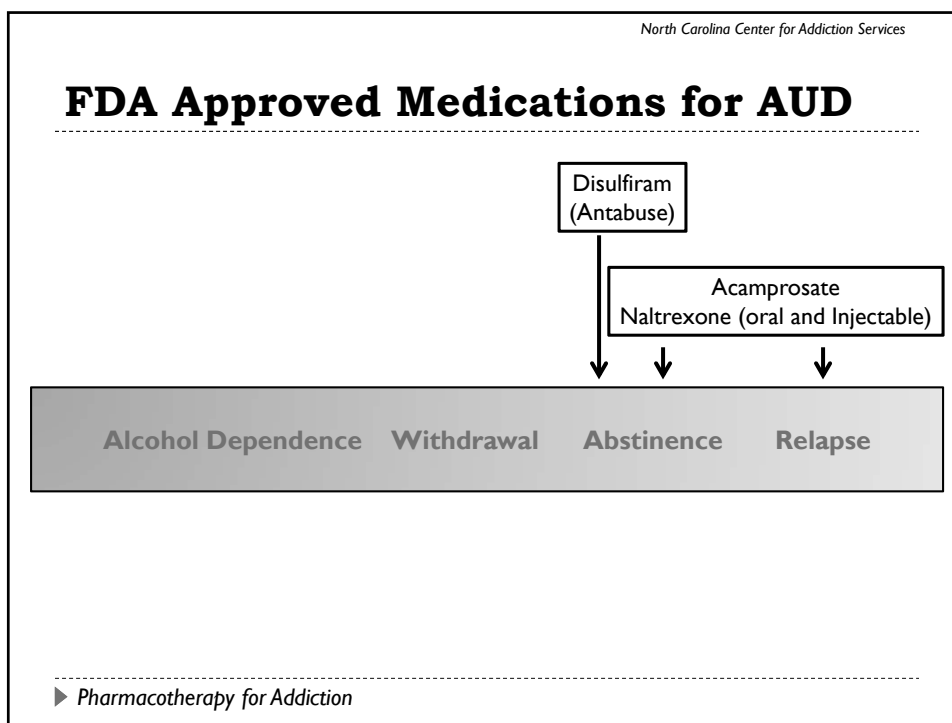 North Carolina Center for Addiction Services
FDA Approved Medications for AUD
Disulfiram
(Antabuse)
Acamprosate
Naltrexone (oral and Injectable)
Alcohol Dependence Withdrawal Abstinence Relapse
Pharmacotherapy for Addiction